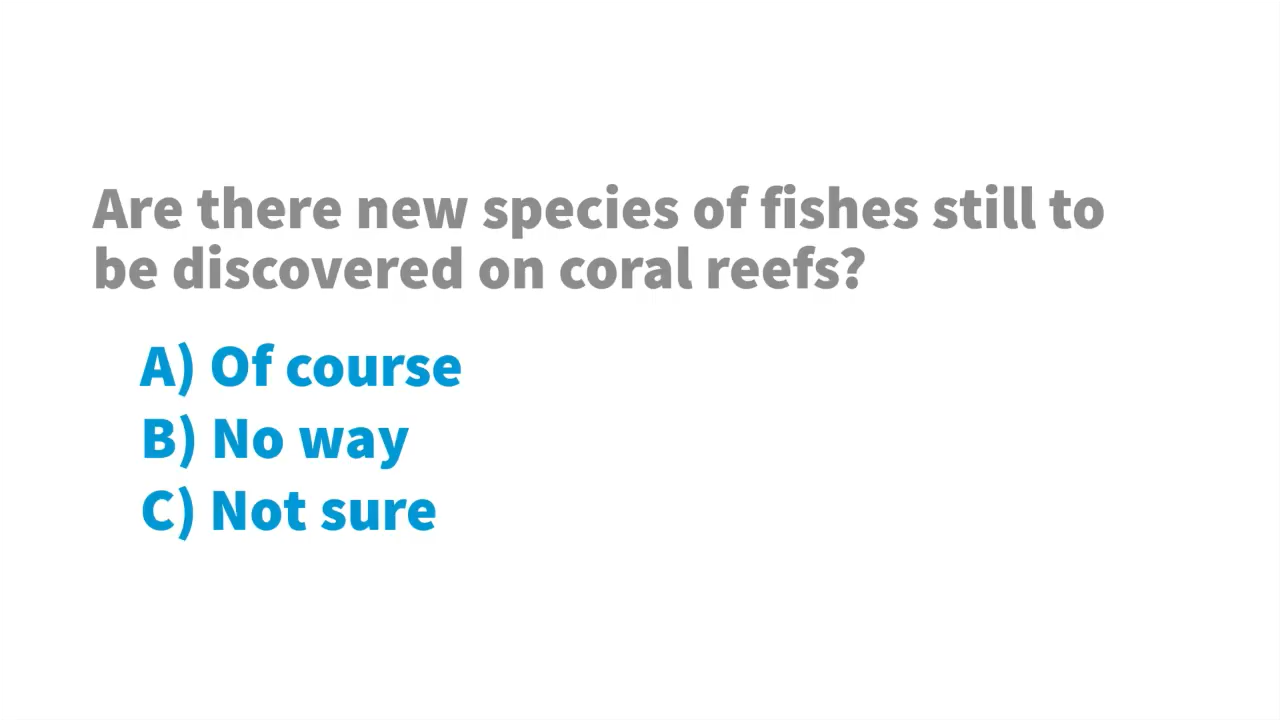 Are there new species of fishes still to
be discovered on coral reefs?
A) Of course
B) No way
C) Not sure